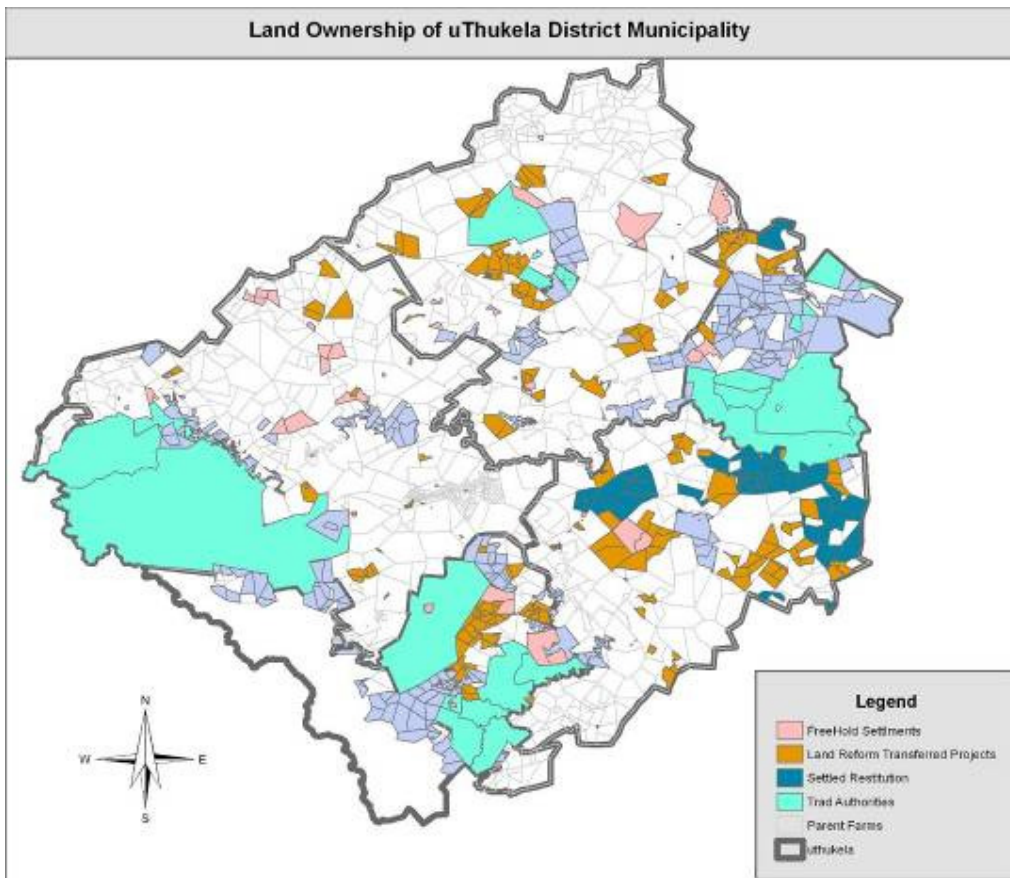 Land Ownership of uThukela District Municipality
N
W E
S
Legend
FreeHold Settlments
Land Reform Transferred Projects
Settled Restitution
Trad Authorities
Parent Farms
uthukela